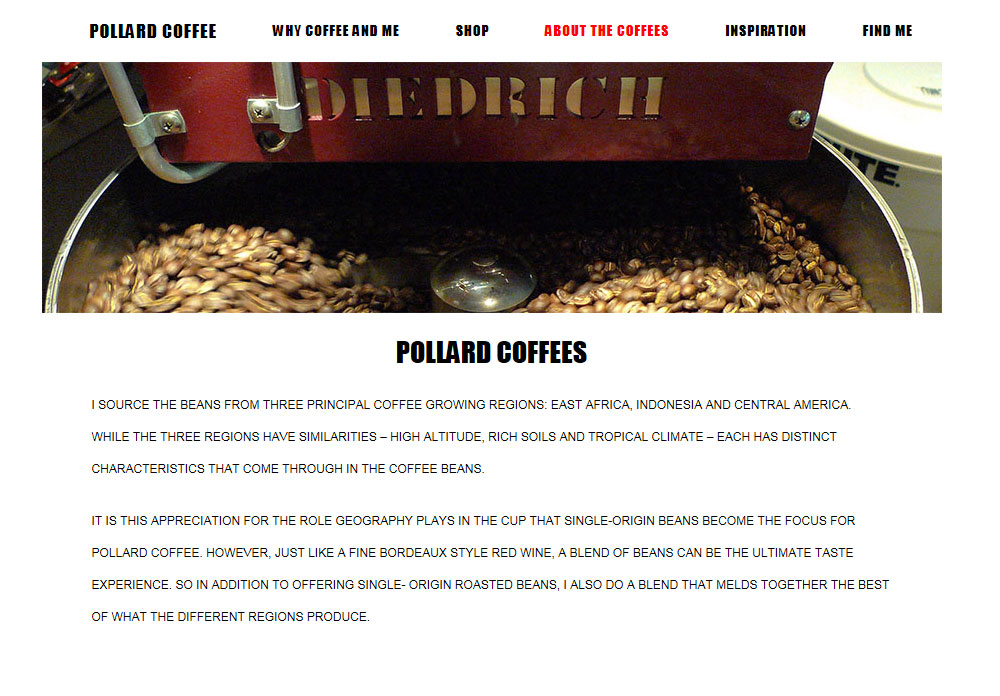 POLLARD COFFEE WHY COFFEE AND ME SHOP ABOUT THE COFFEES INSPIRATION FIND ME
DIEDRICH
ITE.
POLLARD COFFEES
I SOURCE THE BEANS FROM THREE PRINCIPAL COFFEE GROWING REGIONS: EAST AFRICA, INDONESIA AND CENTRAL AMERICA.
WHILE THE THREE REGIONS HAVE SIMILARITIES – HIGH ALTITUDE, RICH SOILS AND TROPICAL CLIMATE – EACH HAS DISTINCT
CHARACTERISTICS THAT COME THROUGH IN THE COFFEE BEANS.
IT IS THIS APPRECIATION FOR THE ROLE GEOGRAPHY PLAYS IN THE CUP THAT SINGLE-ORIGIN BEANS BECOME THE FOCUS FOR
POLLARD COFFEE. HOWEVER, JUST LIKE A FINE BORDEAUX STYLE RED WINE, A BLEND OF BEANS CAN BE THE ULTIMATE TASTE
EXPERIENCE. SO IN ADDITION TO OFFERING SINGLE- ORIGIN ROASTED BEANS, I ALSO DO A BLEND THAT MELDS TOGETHER THE BEST
OF WHAT THE DIFFERENT REGIONS PRODUCE.